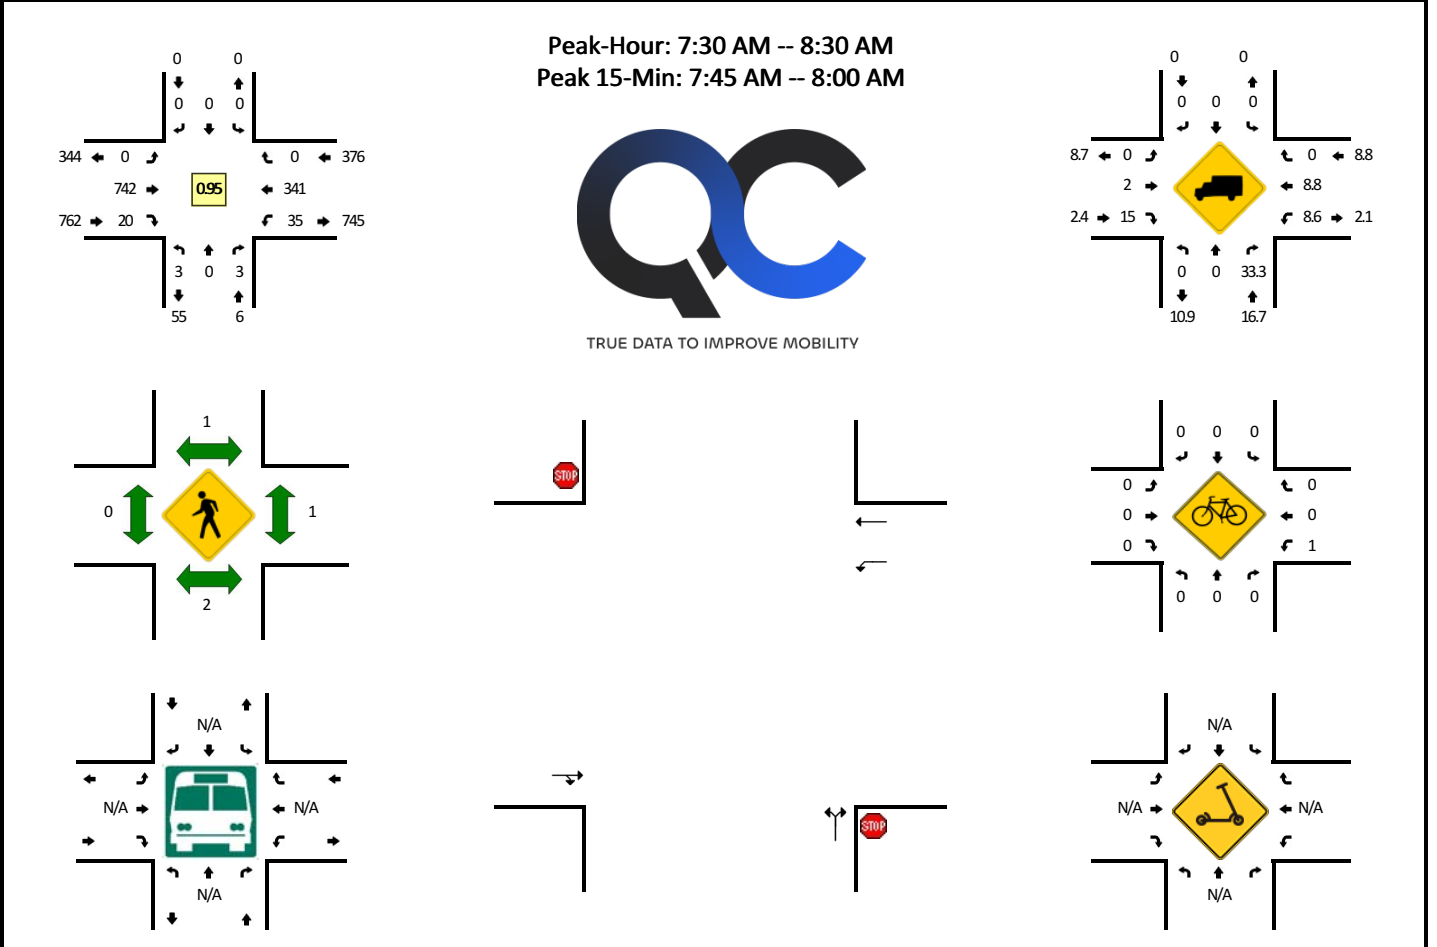 Peak-Hour: 7:30 AM -- 8:30 AM
Peak 15-Min: 7:45 AM -- 8:00 AM
0 0
0 0 0
344 0 0 376
742 0.95 341
762 20 35 745
3 0 3
55 6
QC
TRUE DATA TO IMPROVE MOBILITY
0 0
0 0 0
8.7 0 0 8.8
2 8.8
2.4 15 8.6 2.1
0 0 33.3
10.9 16.7
1
0 1
2
STOP
STOP
0 0 0
0 0
0 0
0 1
0 0 0
N/A
N/A N/A
N/A
N/A
N/A N/A
N/A